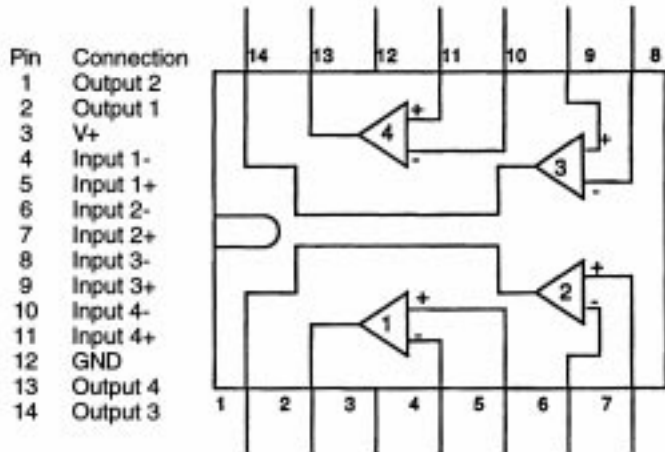 Pin Connection
1 Output 2
2 Output 1
3 V+
4 Input 1-
5 Input 1+
6 Input 2-
7 Input 2+
8 Input 3-
9 Input 3+
10 Input 4-
11 Input 4+
12 GND
13 Output 4
14 Output 3
14 13 12 11 10 9 8
+
4
-
+
3
-
+
2
-
+
1
-
1 2 3 4 5 6 7